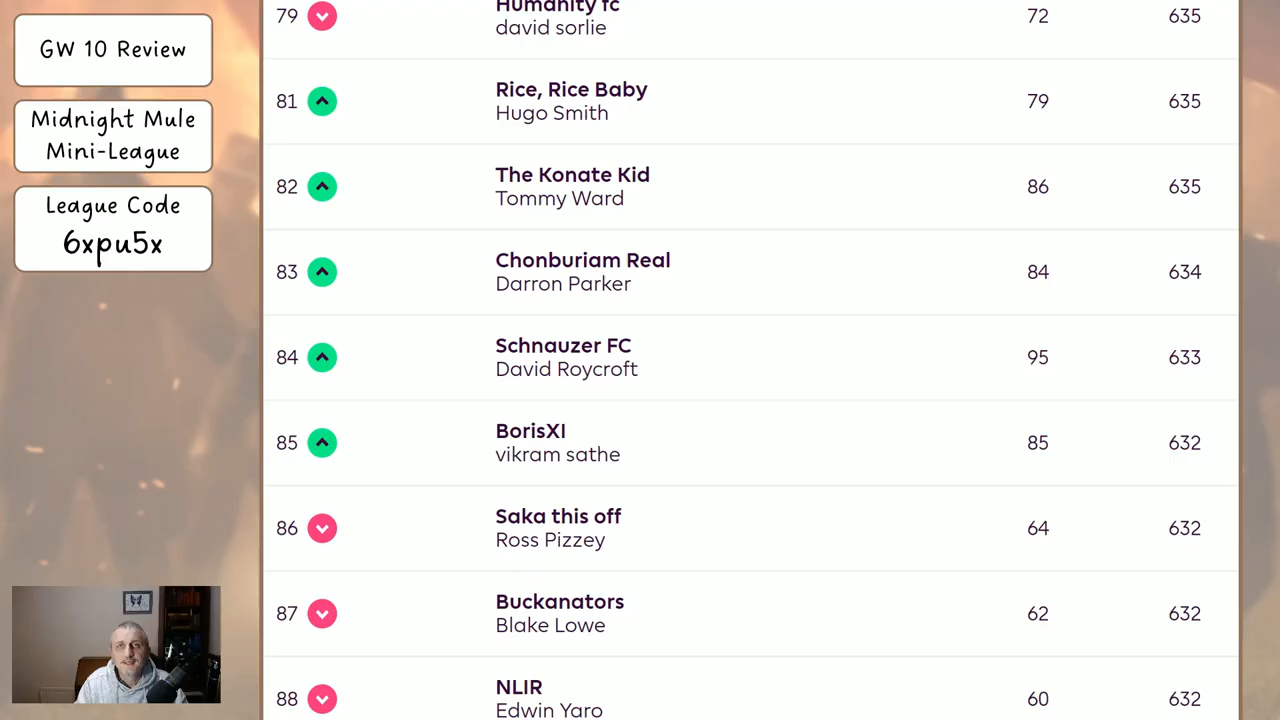 GW 10 Review
Midnight Mule
Mini-League
League Code
6xpu5x
79 Humanity fc 72 635
david sorlie
81 Rice, Rice Baby 79 635
Hugo Smith
82 The Konate Kid 86 635
Tommy Ward
83 Chonburiam Real 84 634
Darron Parker
84 Schnauzer FC 95 633
David Roycroft
85 BorisXI 85 632
vikram sathe
86 Saka this off 64 632
Ross Pizzey
87 Buckanators 62 632
Blake Lowe
88 NLIR 60 632
Edwin Yaro